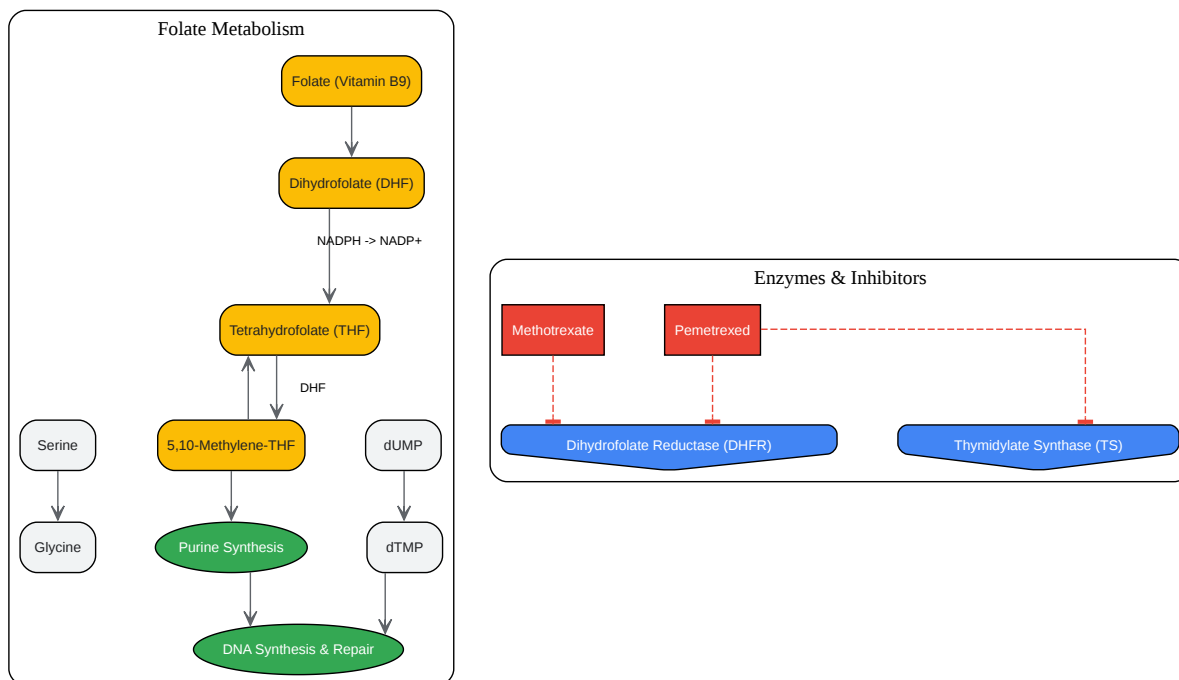 Folate Metabolism
Folate (Vitamin B9)
Dihydrofolate (DHF)
NADPH -> NADP+
Tetrahydrofolate (THF)
DHF
Serine
5,10-Methylene-THF
dUMP
Glycine
Purine Synthesis
dTMP
DNA Synthesis & Repair
Enzymes & Inhibitors
Methotrexate
Pemetrexed
Dihydrofolate Reductase (DHFR)
Thymidylate Synthase (TS)